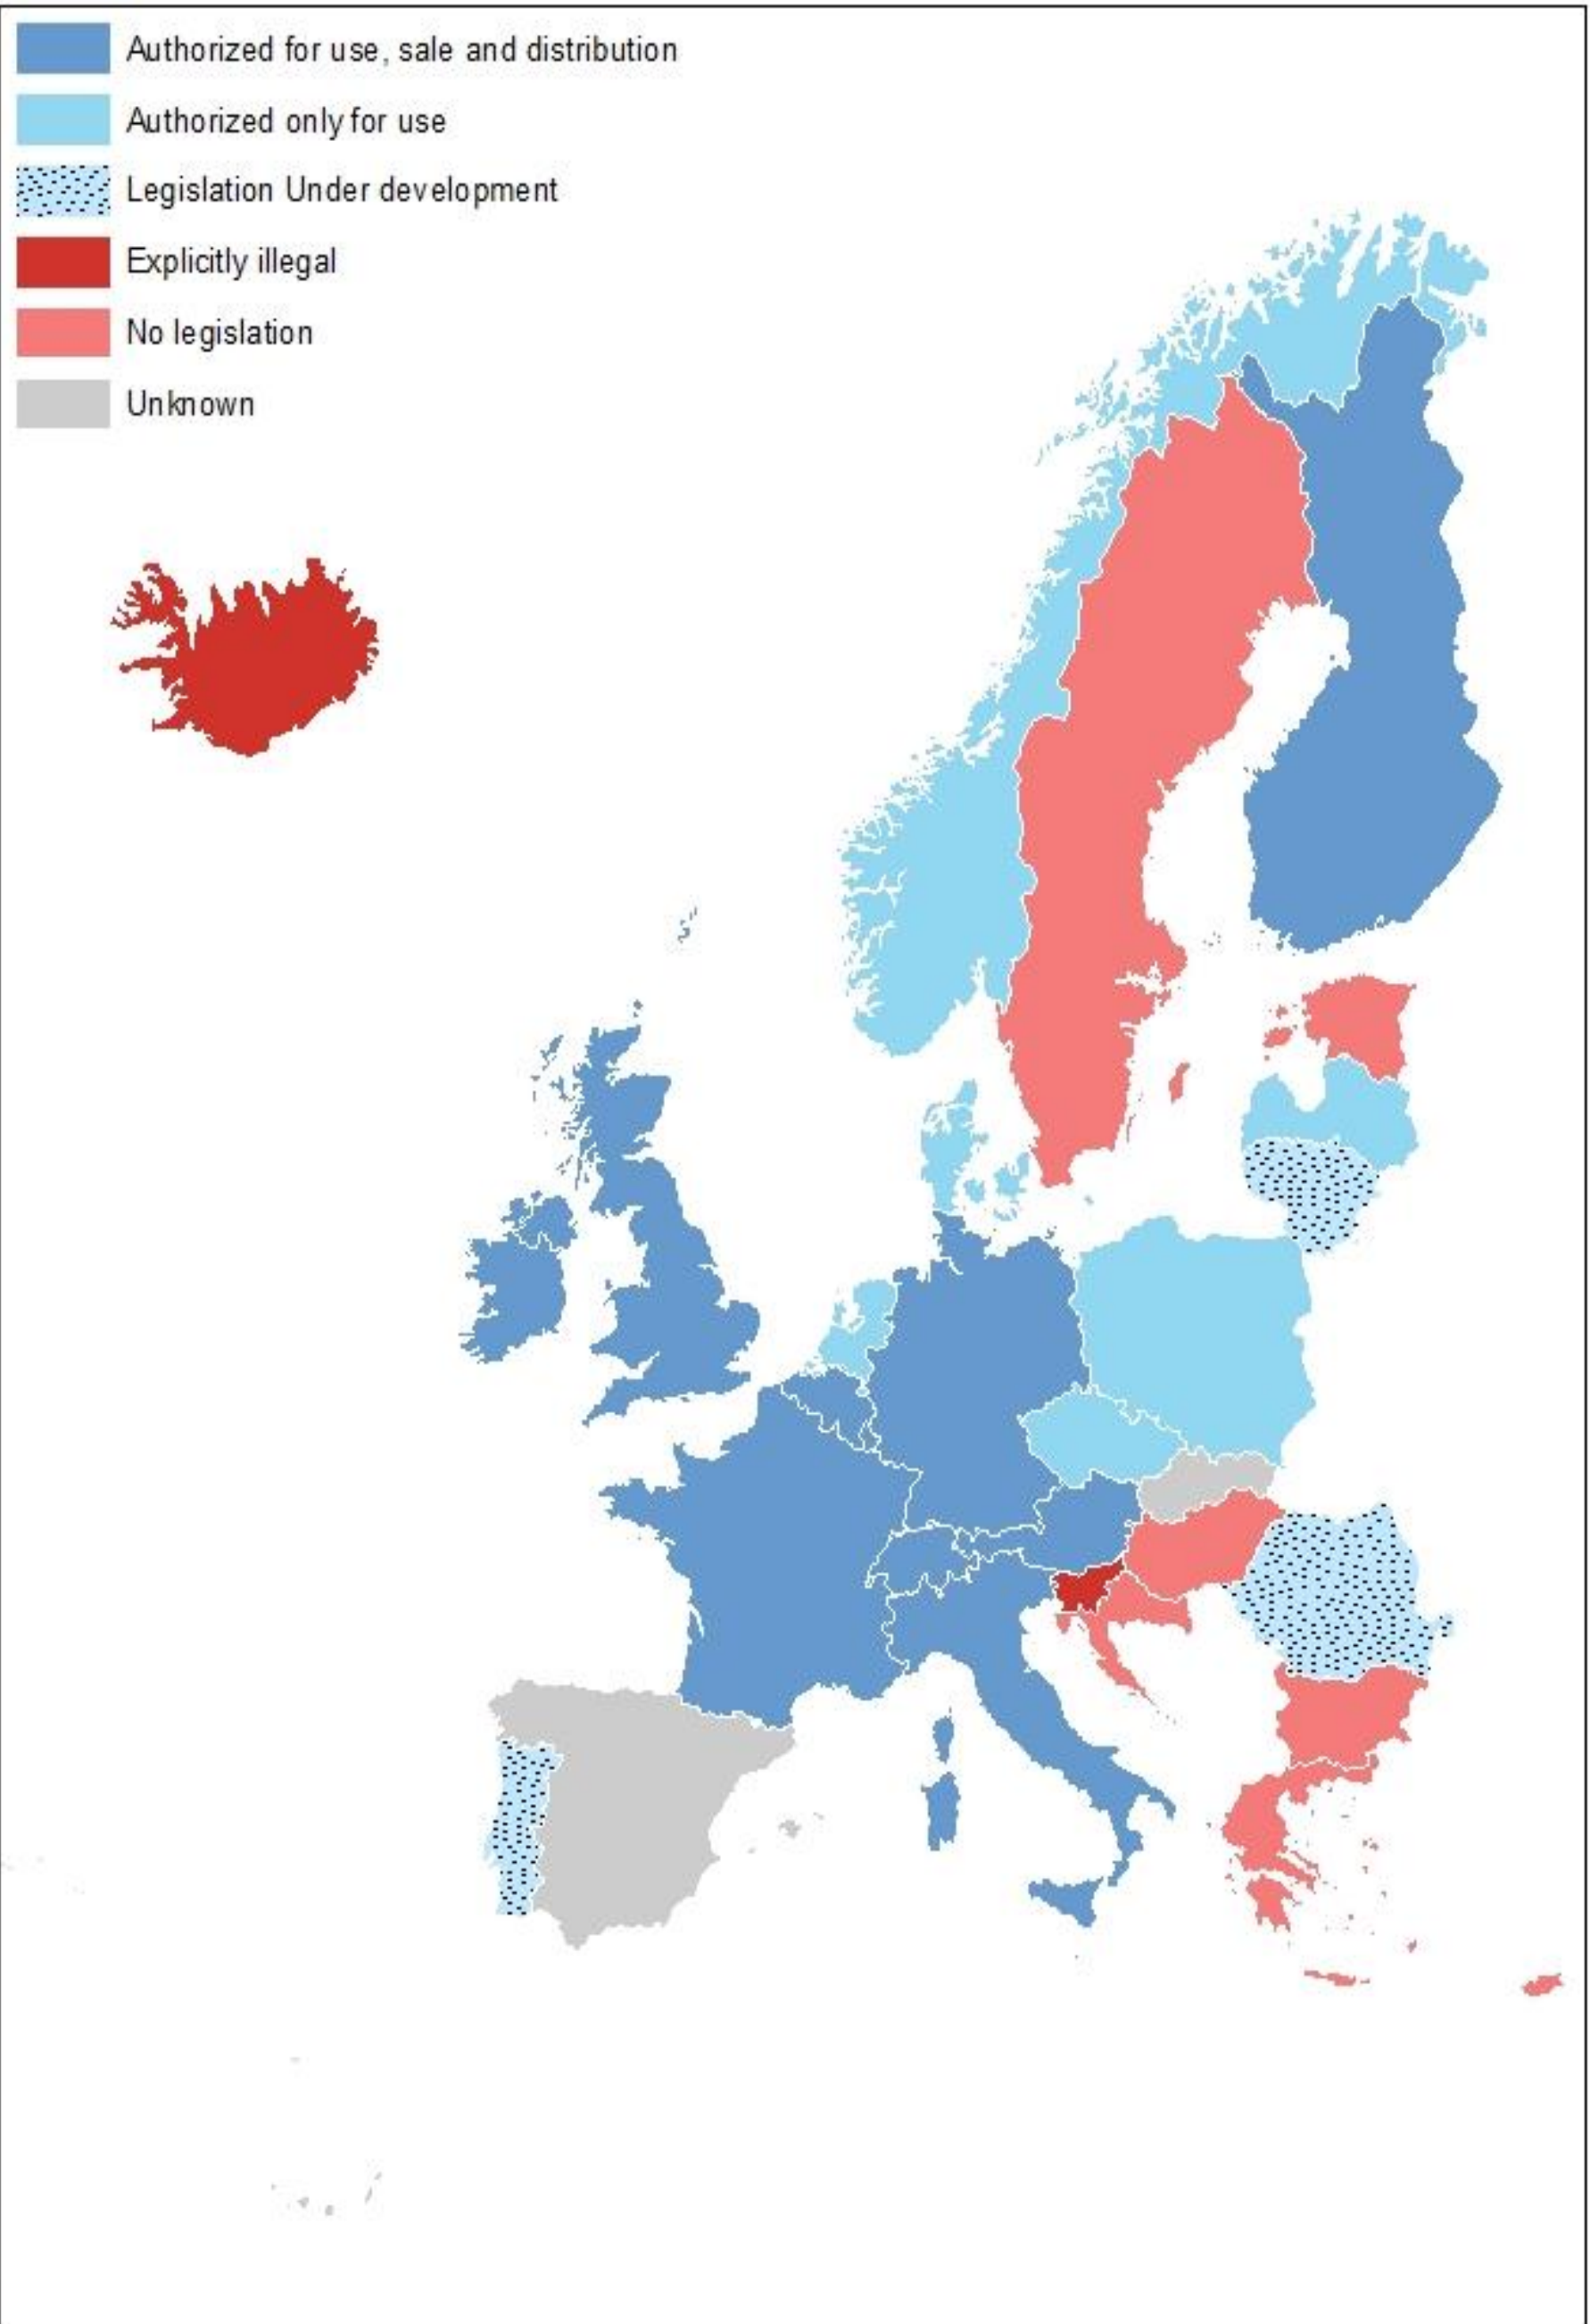 Authorized for use, sale and distribution
Authorized only for use
Legislation Under development
Explicitly illegal
No legislation
Unknown